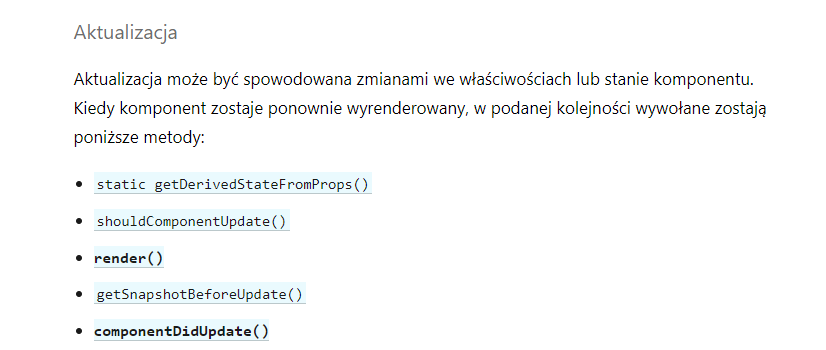 Aktualizacja
Aktualizacja może być spowodowana zmianami we właściwościach lub stanie komponentu.
Kiedy komponent zostaje ponownie wyrenderowany, w podanej kolejności wywołane zostają
poniższe metody:
• static getDerivedStateFromProps()
• shouldComponentUpdate()
• render()
• getSnapshotBeforeUpdate()
• componentDidUpdate()